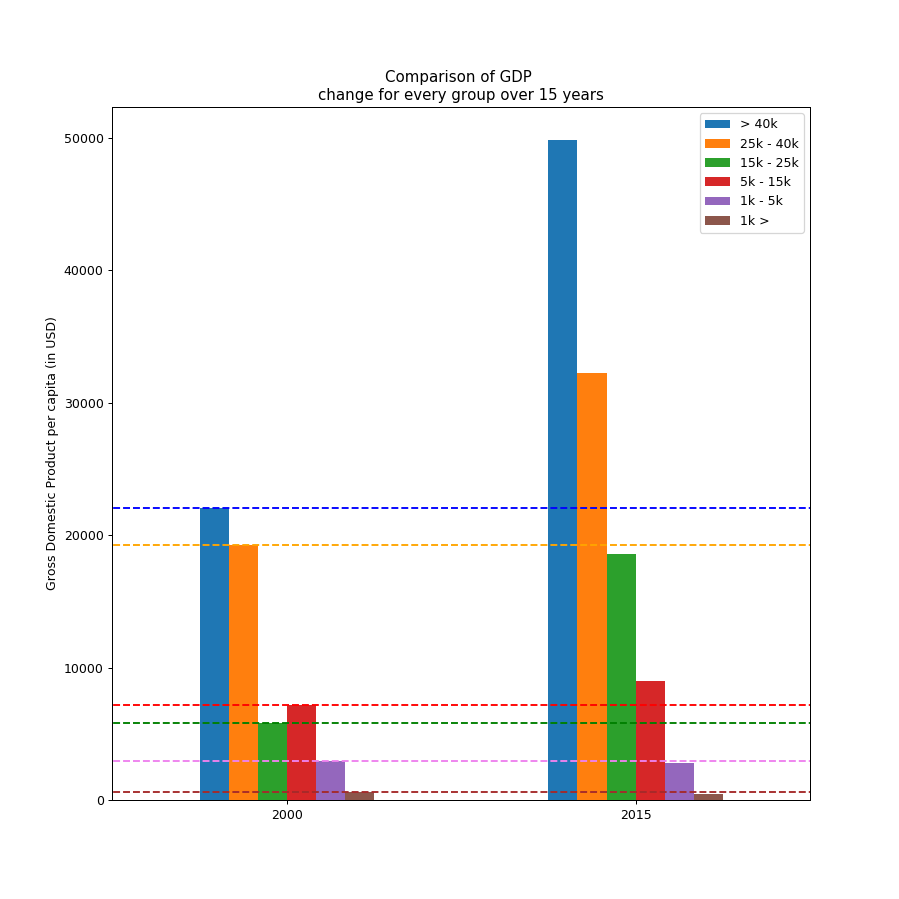 Comparison of GDP
change for every group over 15 years
> 40k
25k - 40k
15k - 25k
5k - 15k
1k - 5k
1k >
Gross Domestic Product per capita (in USD)
50000
40000
30000
20000
10000
0
2000
2015